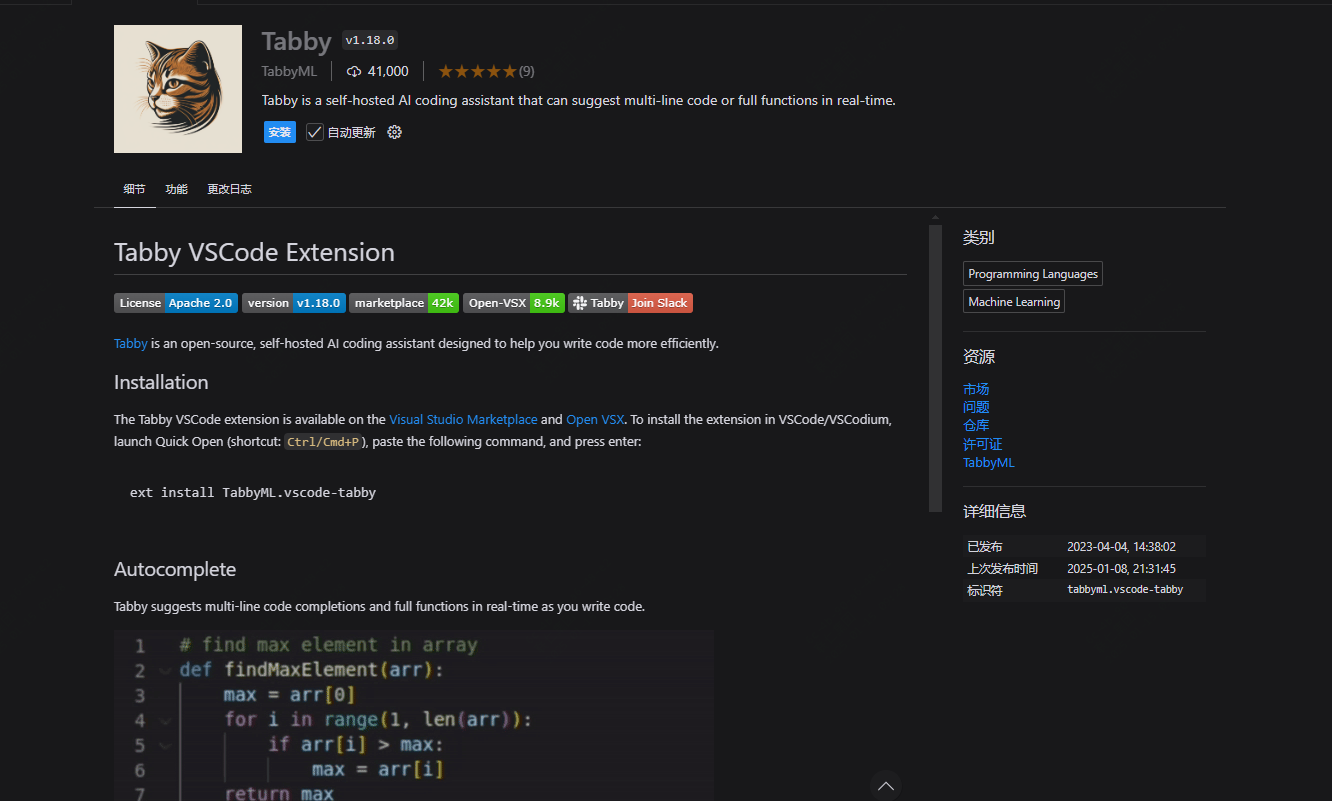 Tabby v1.18.0
TabbyML 41,000 (9)
Tabby is a self-hosted AI coding assistant that can suggest multi-line code or full functions in real-time.
安装 自动更新
细节 功能 更改日志
Tabby VSCode Extension
License Apache 2.0 version v1.18.0 marketplace 42k Open-VSX 8.9k Tabby Join Slack
Tabby is an open-source, self-hosted AI coding assistant designed to help you write code more efficiently.
Installation
The Tabby VSCode extension is available on the Visual Studio Marketplace and Open VSX. To install the extension in VSCode/VSCodium,
launch Quick Open (shortcut: Ctrl/Cmd+P), paste the following command, and press enter:
ext install TabbyML.vscode-tabby
Autocomplete
Tabby suggests multi-line code completions and full functions in real-time as you write code.
1 # find max element in array
2 def findMaxElement(arr):
3 max = arr[0]
4 for i in range(1, len(arr)):
5 if arr[i] > max:
6 max = arr[i]
7 return max
类别
Programming Languages
Machine Learning
资源
市场
问题
仓库
许可证
TabbyML
详细信息
已发布 2023-04-04, 14:38:02
上次发布时间 2025-01-08, 21:31:45
标识符 tabbyml.vscode-tabby